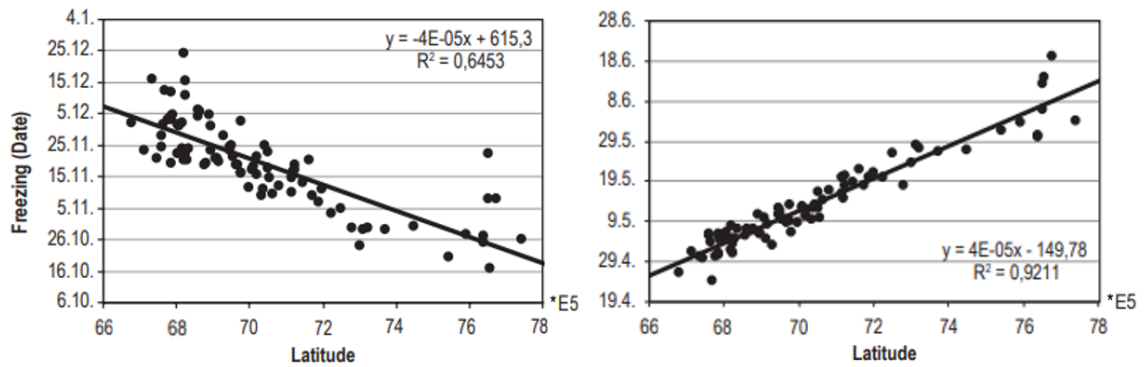 4.1.
25.12.
15.12.
5.12.
25.11.
15.11.
5.11.
26.10.
16.10.
6.10.
Freezing (Date)
y = -4E-05x + 615,3
R² = 0,6453
66 68 70 72 74 76 78
*E5
Latitude
28.6.
18.6.
8.6.
29.5.
19.5.
9.5.
29.4.
19.4.
y = 4E-05x - 149,78
R² = 0,9211
66 68 70 72 74 76 78
*E5
Latitude